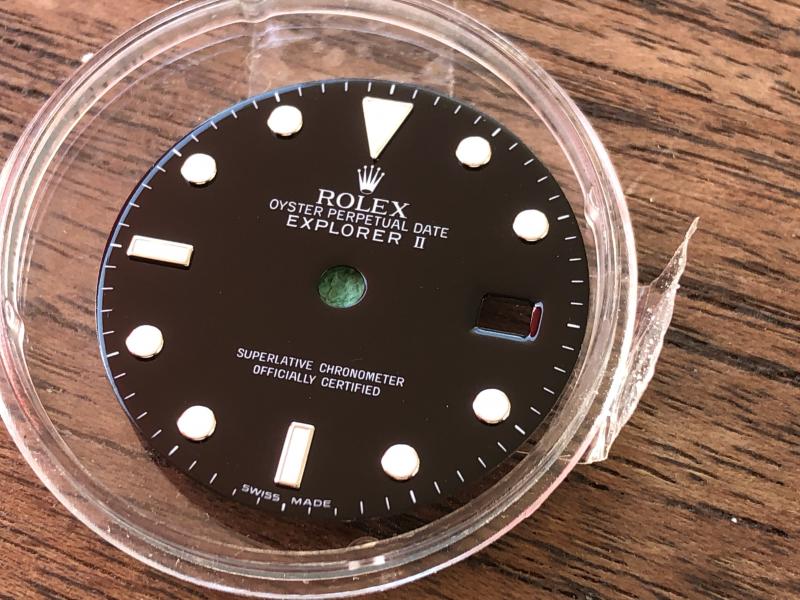 ROLEX
OYSTER PERPETUAL DATE
EXPLORER II
SUPERLATIVE CHRONOMETER
OFFICIALLY CERTIFIED
SWISS MADE